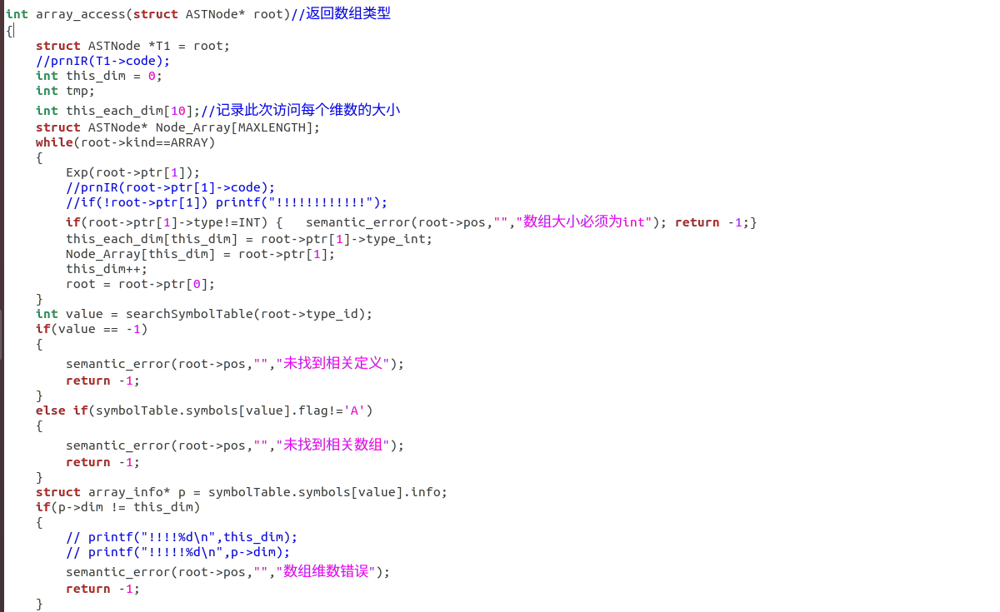 int array_access(struct ASTNode* root)//返回数组类型
{
    struct ASTNode *T1 = root;
    //prnIR(T1->code);
    int this_dim = 0;
    int tmp;
    int this_each_dim[10];//记录此次访问每个维数的大小
    struct ASTNode* Node_Array[MAXLENGTH];
    while(root->kind==ARRAY)
    {
        Exp(root->ptr[1]);
        //prnIR(root->ptr[1]->code);
        //if(!root->ptr[1]) printf("!!!!!!!!!!!!");
        if(root->ptr[1]->type!=INT) {   semantic_error(root->pos,"","数组大小必须为int"); return -1;}
        this_each_dim[this_dim] = root->ptr[1]->type_int;
        Node_Array[this_dim] = root->ptr[1];
        this_dim++;
        root = root->ptr[0];
    }
    int value = searchSymbolTable(root->type_id);
    if(value == -1)
    {
        semantic_error(root->pos,"","未找到相关定义");
        return -1;
    }
    else if(symbolTable.symbols[value].flag!='A')
    {
        semantic_error(root->pos,"","未找到相关数组");
        return -1;
    }
    struct array_info* p = symbolTable.symbols[value].info;
    if(p->dim != this_dim)
    {
        // printf("!!!!%d\n",this_dim);
        // printf("!!!!!%d\n",p->dim);
        semantic_error(root->pos,"","数组维数错误");
        return -1;
    }